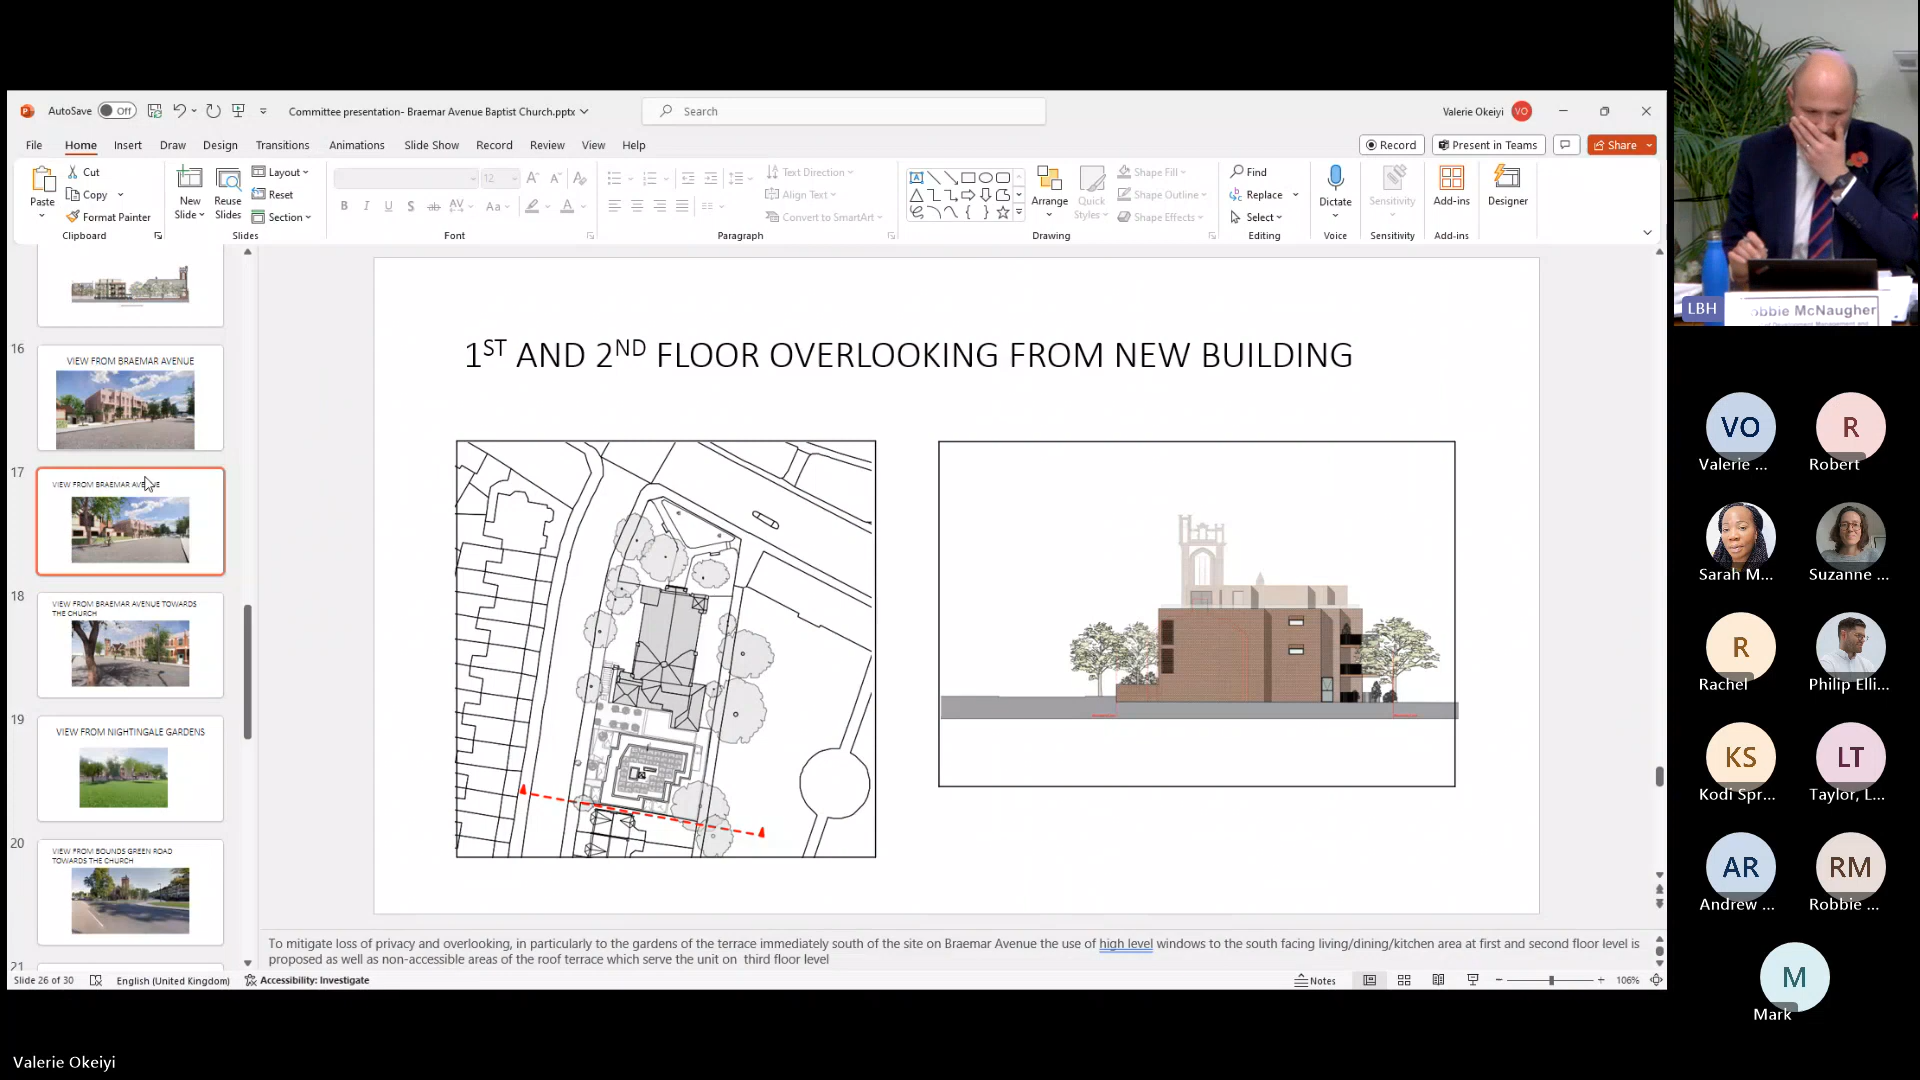 AutoSave Off
Committee presentation- Braemar Avenue Baptist Church.pptx
Search
Valerie Okeiyi VO
File Home Insert Draw Design Transitions Animations Slide Show Record Review View Help
Record Present in Teams Share
Paste
Cut
Copy
Format Painter
Clipboard
New Slide
Reuse Slides
Layout
Reset
Section
Slides
12
Font
Text Direction
Align Text
Convert to SmartArt
Paragraph
Arrange
Quick Styles
Shape Fill
Shape Outline
Shape Effects
Drawing
Find
Replace
Select
Editing
Dictate
Voice
Sensitivity
Sensitivity
Add-ins
Add-ins
Designer
16
VIEW FROM BRAEMAR AVENUE
17
VIEW FROM BRAEMAR AVENUE
18
VIEW FROM BRAEMAR AVENUE TOWARDS
THE CHURCH
19
VIEW FROM NIGHTINGALE GARDENS
20
VIEW FROM BOUNDS GREEN ROAD
TOWARDS THE CHURCH
21
1ST AND 2ND FLOOR OVERLOOKING FROM NEW BUILDING
To mitigate loss of privacy and overlooking, in particularly to the gardens of the terrace immediately south of the site on Braemar Avenue the use of high level windows to the south facing living/dining/kitchen area at first and second floor level is
proposed as well as non-accessible areas of the roof terrace which serve the unit on third floor level
Slide 26 of 30 English (United Kingdom) Accessibility: Investigate
Notes 106%
LBH
obbie McNaugher
VO
Valerie ...
R
Robert
Sarah M...
Suzanne ...
R
Rachel
Philip Elli...
KS
Kodi Spr...
LT
Taylor, L...
AR
Andrew ...
RM
Robbie ...
M
Mark
Valerie Okeiyi